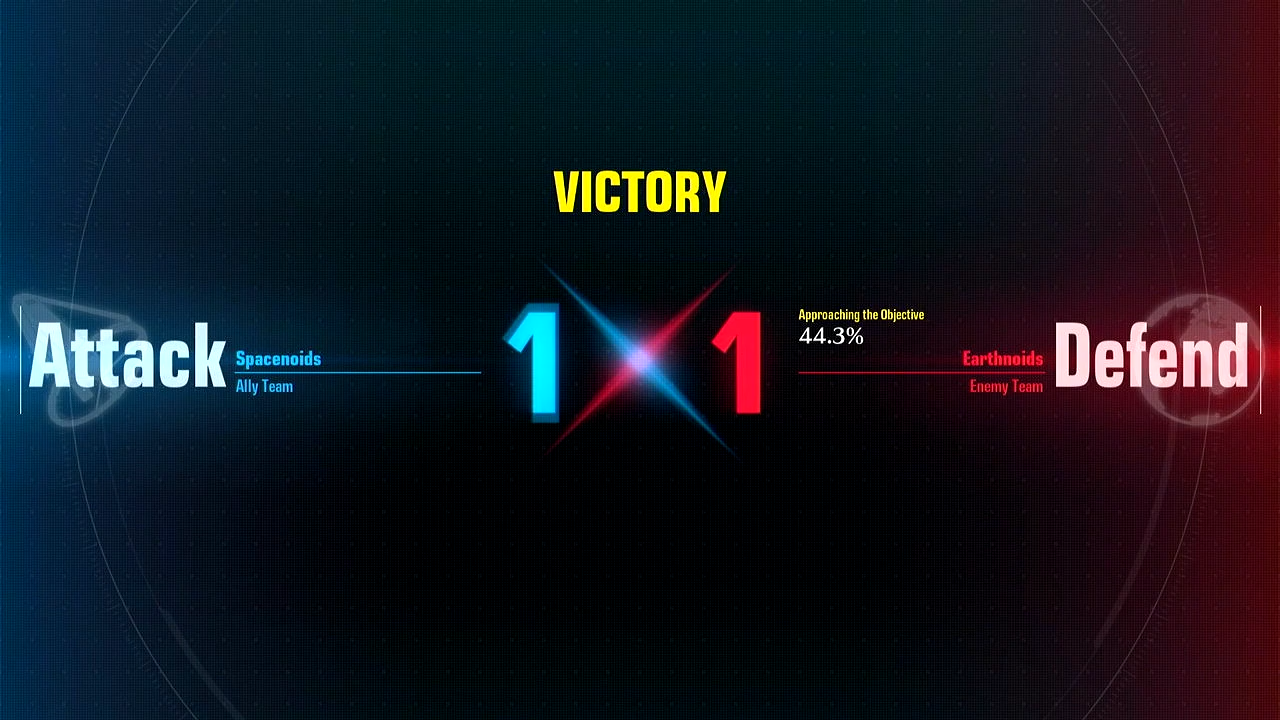 VICTORY
Attack
Spacenoids
Ally Team
1
1
Approaching the Objective
44.3%
Earthnoids
Enemy Team
Defend